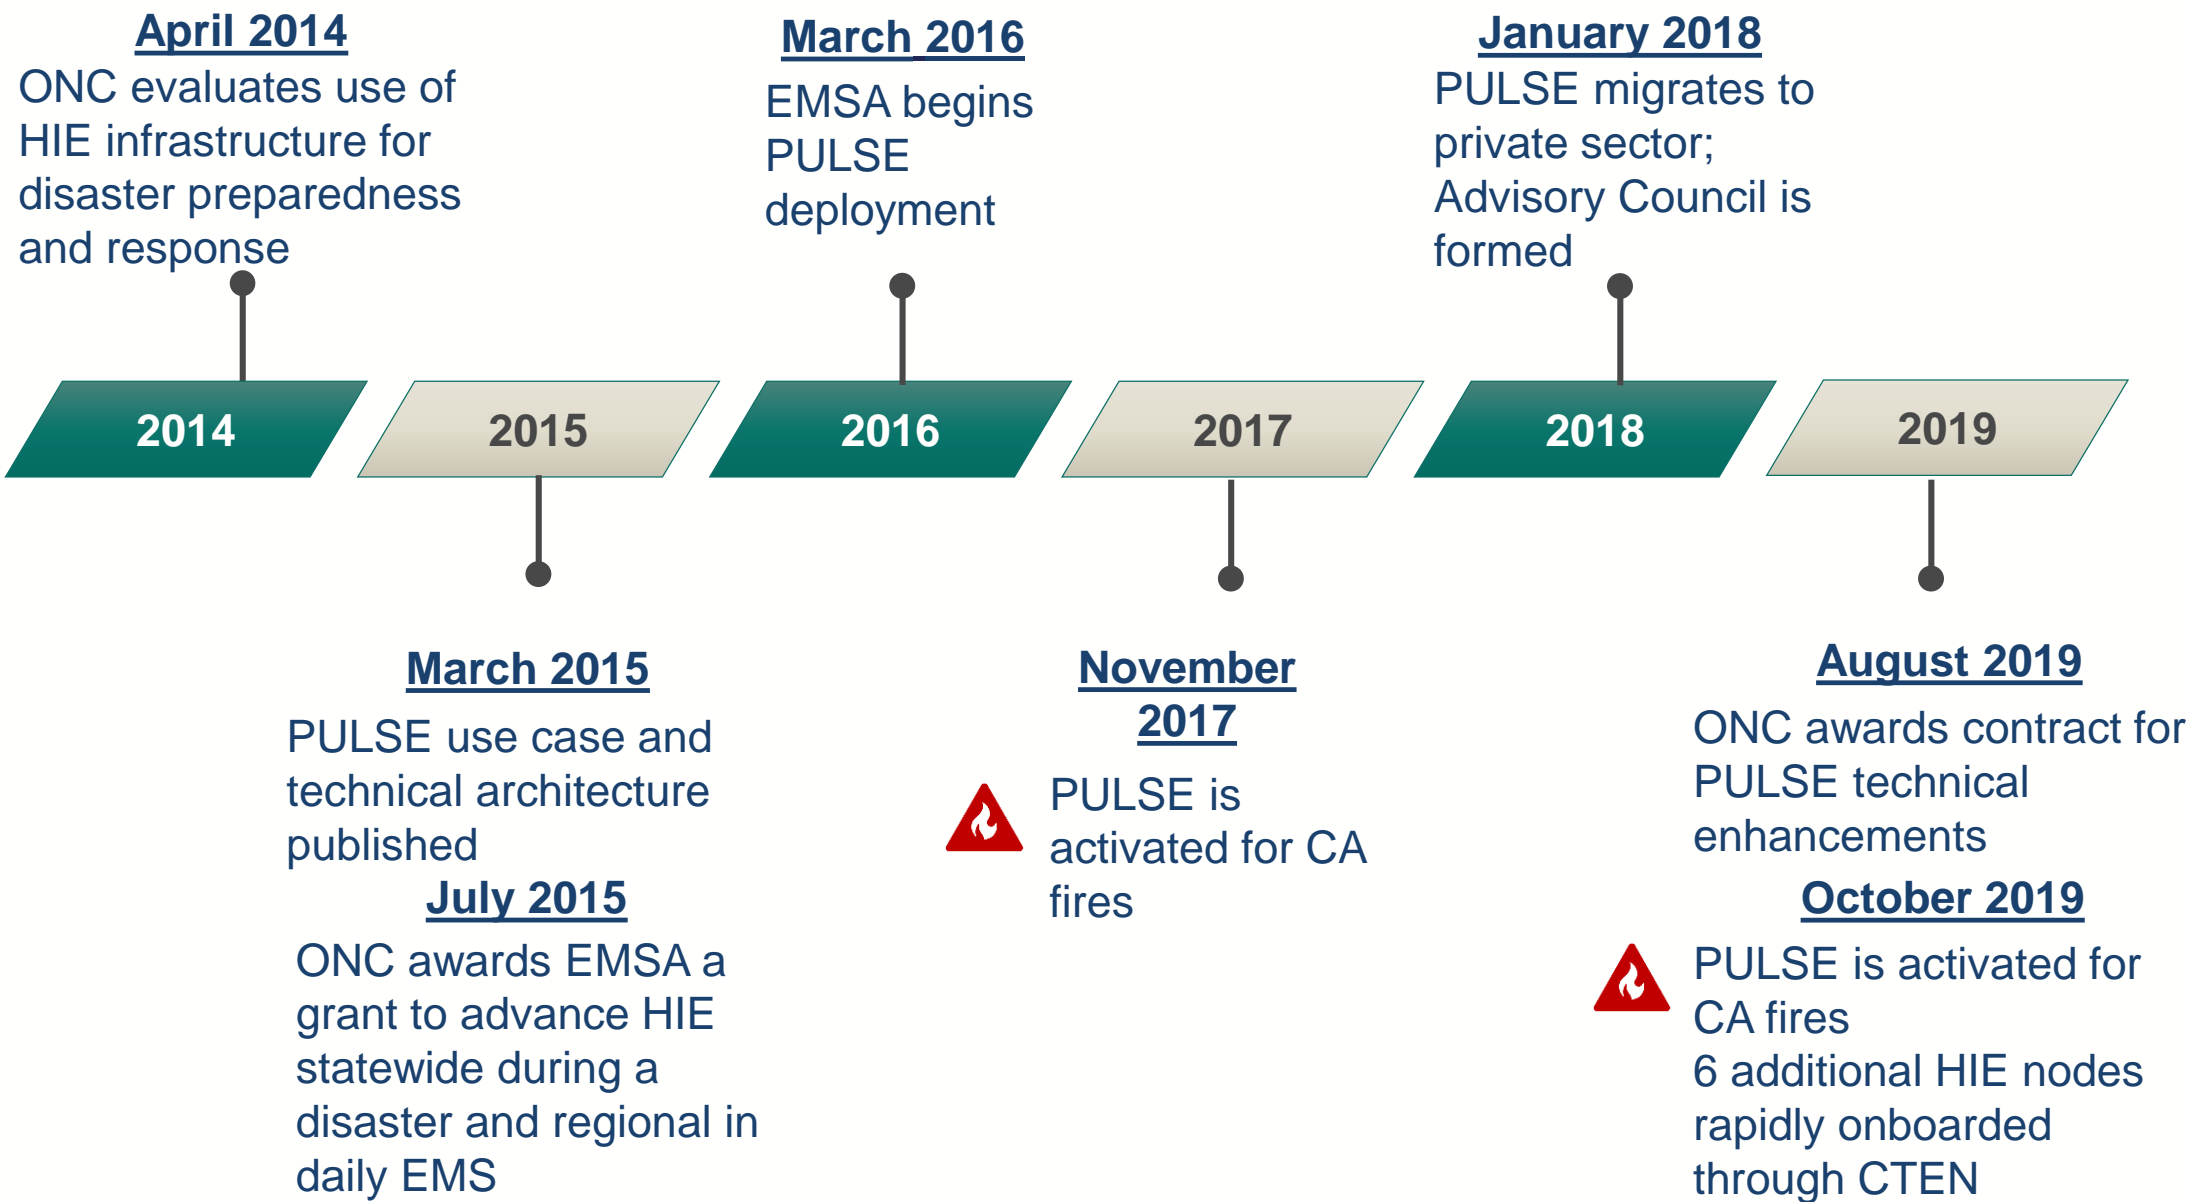 April 2014
ONC evaluates use of
HIE infrastructure for
disaster preparedness
and response
March 2016
EMSA begins
PULSE
deployment
January 2018
PULSE migrates to
private sector;
Advisory Council is
formed
2014
2015
2016
2017
2018
2019
March 2015
PULSE use case and
technical architecture
published
July 2015
ONC awards EMSA a
grant to advance HIE
statewide during a
disaster and regional in
daily EMS
November
2017
PULSE is
activated for CA
fires
August 2019
ONC awards contract for
PULSE technical
enhancements
October 2019
PULSE is activated for
CA fires
6 additional HIE nodes
rapidly onboarded
through CTEN